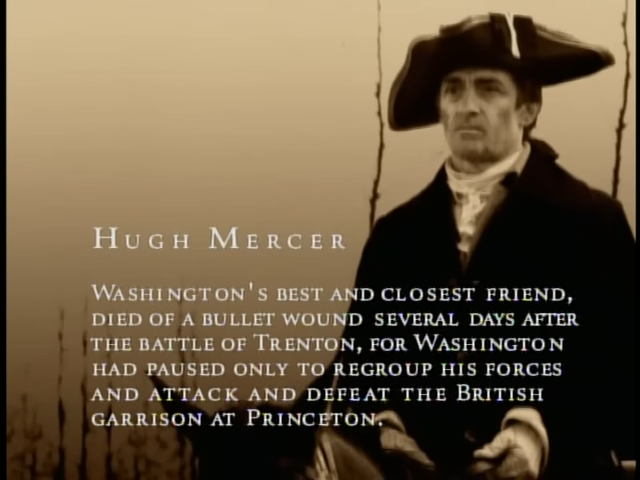 HUGH MERCER
WASHINGTON'S BEST AND CLOSEST FRIEND,
DIED OF A BULLET WOUND SEVERAL DAYS AFTER
THE BATTLE OF TRENTON, FOR WASHINGTON
HAD PAUSED ONLY TO REGROUP HIS FORCES
AND ATTACK AND DEFEAT THE BRITISH
GARRISON AT PRINCETON.